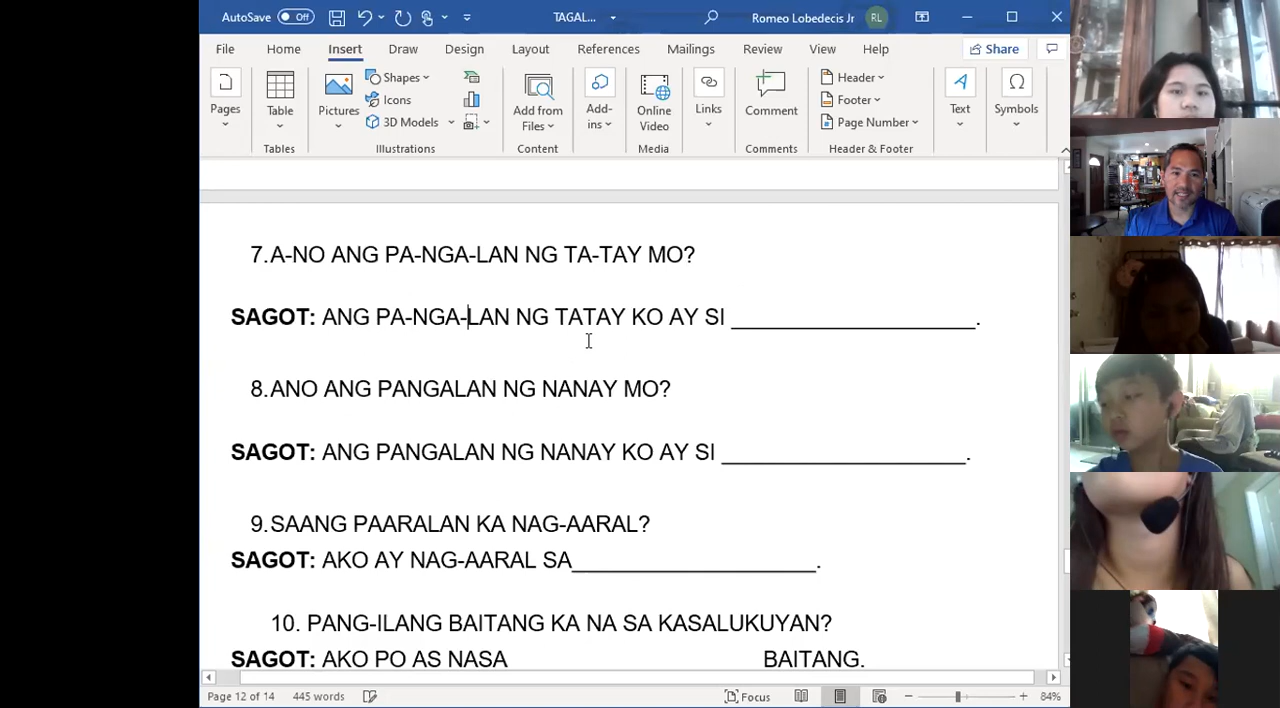 AutoSave Off TAGAL... Romeo Lobedecis Jr RL
File Home Insert Draw Design Layout References Mailings Review View Help Share
Pages Table Pictures Shapes Icons 3D Models Add from Files Add-ins Online Video Links Comment Header Footer Page Number Text Symbols
Tables Illustrations Content Media Comments Header & Footer
7. A-NO ANG PA-NGA-LAN NG TA-TAY MO?
SAGOT: ANG PA-NGA-LAN NG TATAY KO AY SI ____________________.
8. ANO ANG PANGALAN NG NANAY MO?
SAGOT: ANG PANGALAN NG NANAY KO AY SI ____________________.
9. SAANG PAARALAN KA NAG-AARAL?
SAGOT: AKO AY NAG-AARAL SA____________________.
10. PANG-ILANG BAITANG KA NA SA KASALUKUYAN?
SAGOT: AKO PO AS NASA BAITANG.
Page 12 of 14 445 words Focus 84%